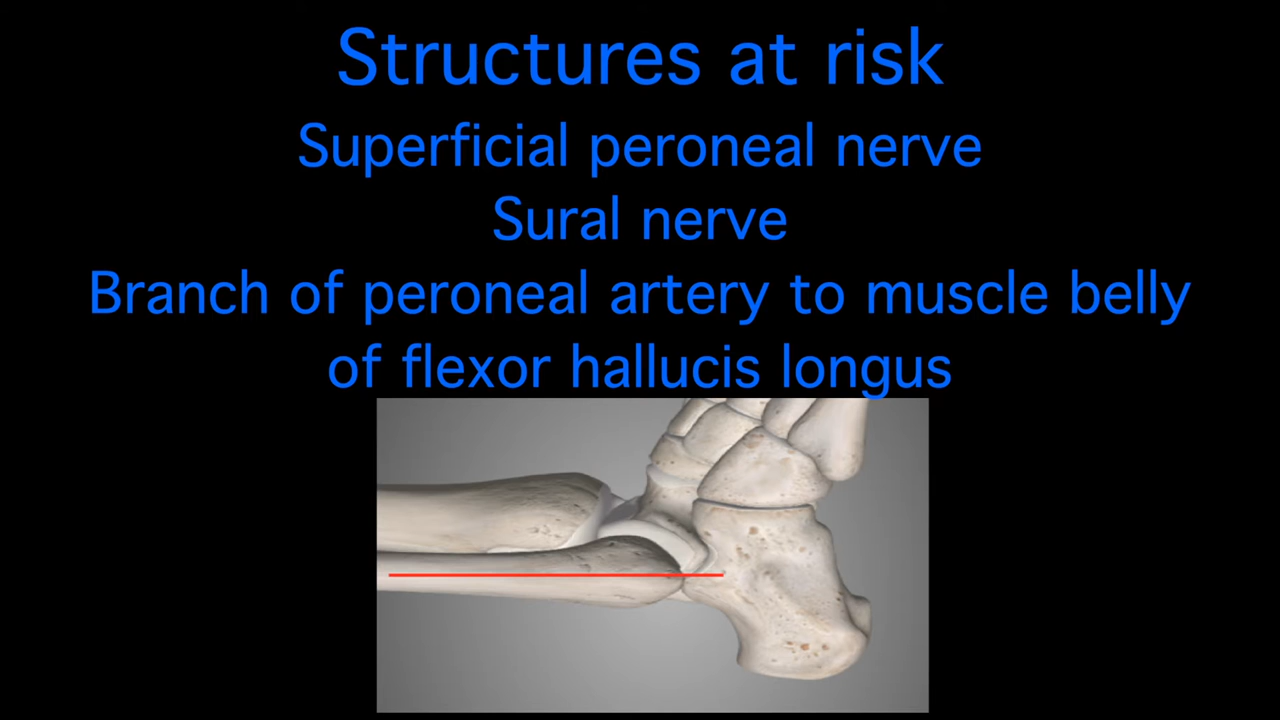 Structures at risk
Superficial peroneal nerve
Sural nerve
Branch of peroneal artery to muscle belly
of flexor hallucis longus